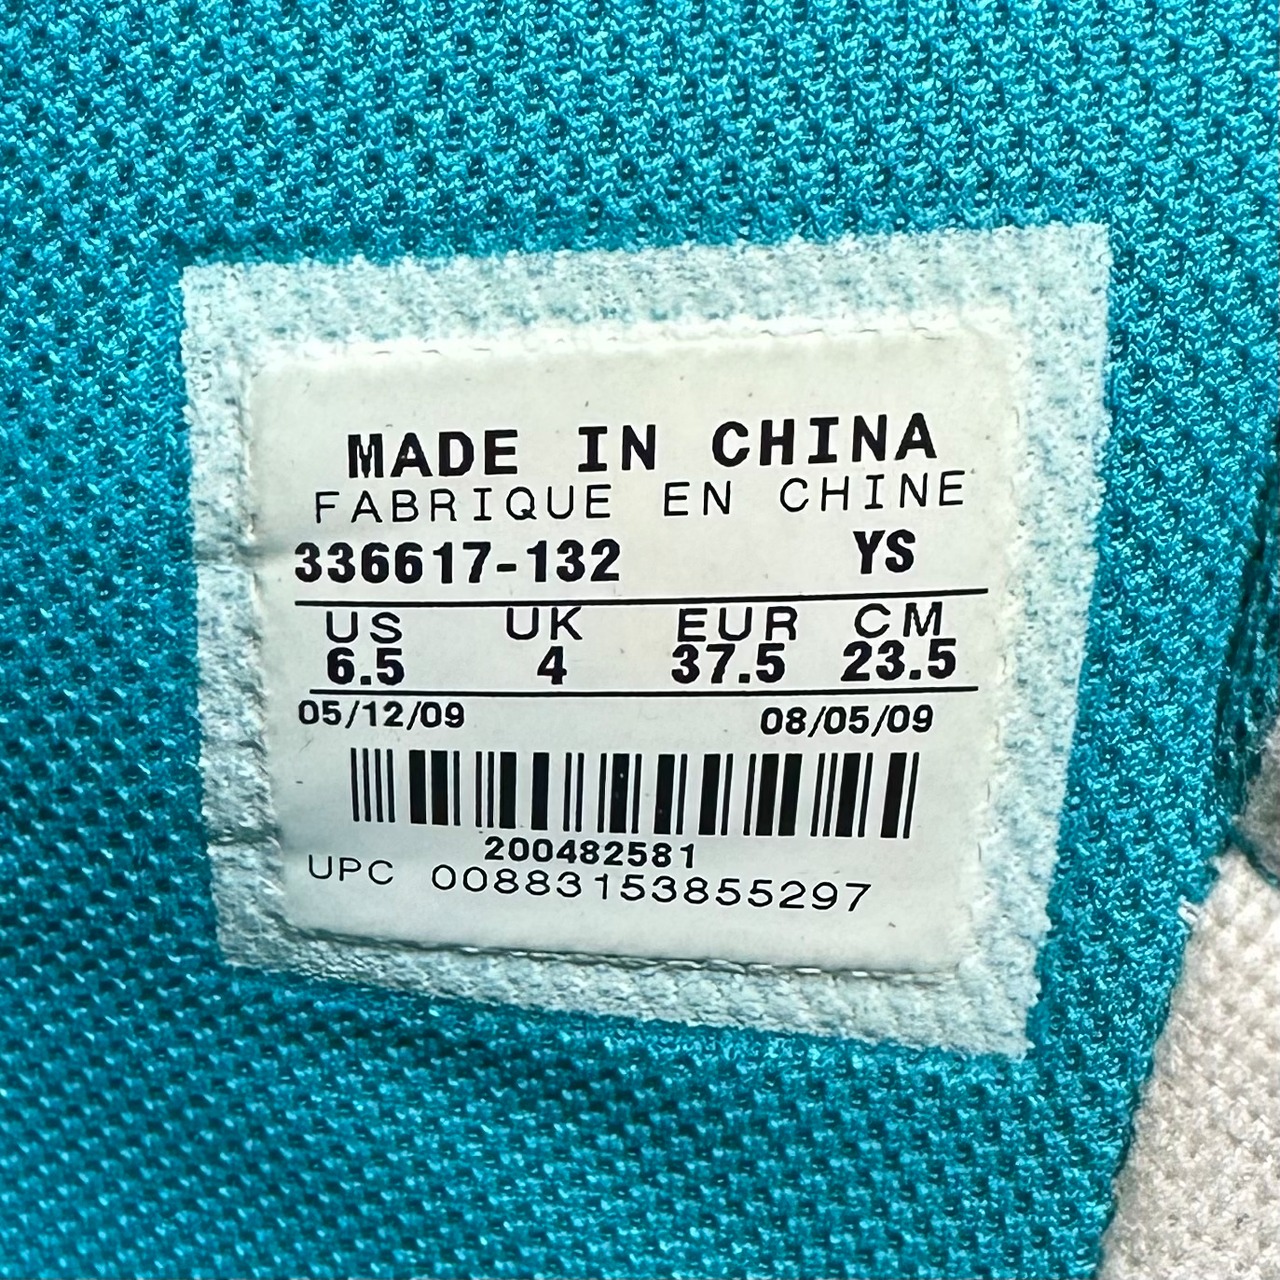 MADE IN CHINA
FABRIQUE EN CHINE
336617-132 YS
US UK EUR CM
6.5 4 37.5 23.5
05/12/09 08/05/09
200482581
UPC 00883153855297